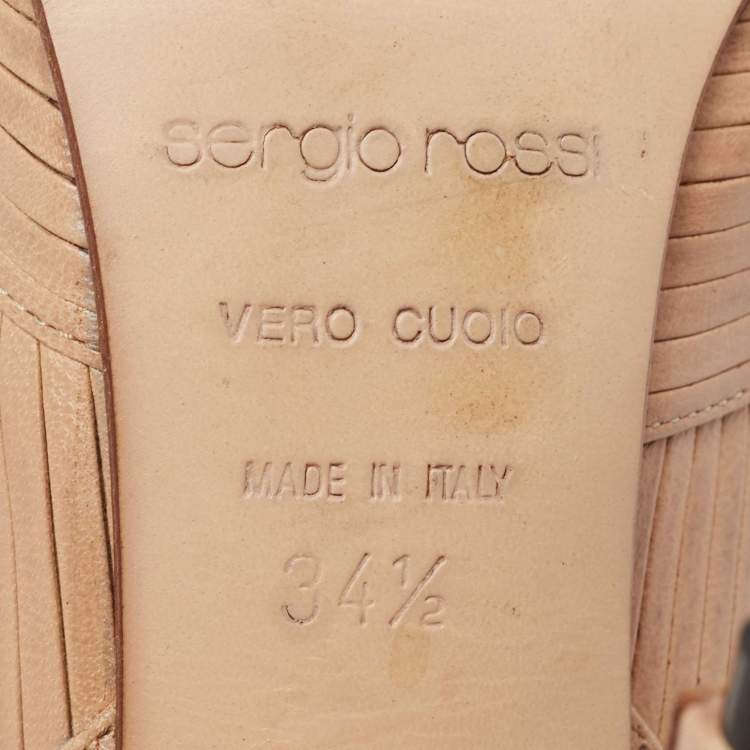 sergio rossi
VERO CUOIO
MADE IN ITALY
34½